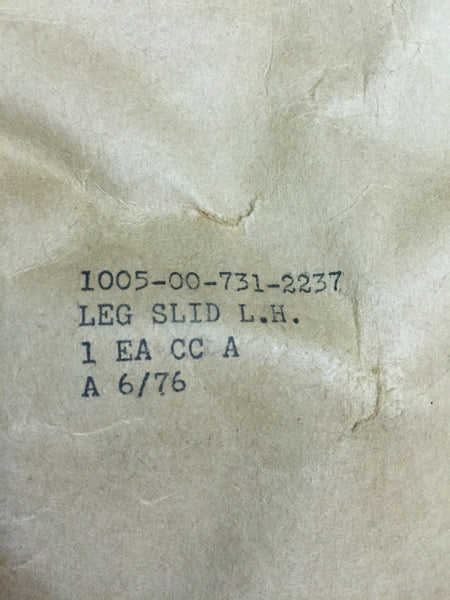 1005-00-731-2237
LEG SLID L.H.
1 EA CC A
A 6/76